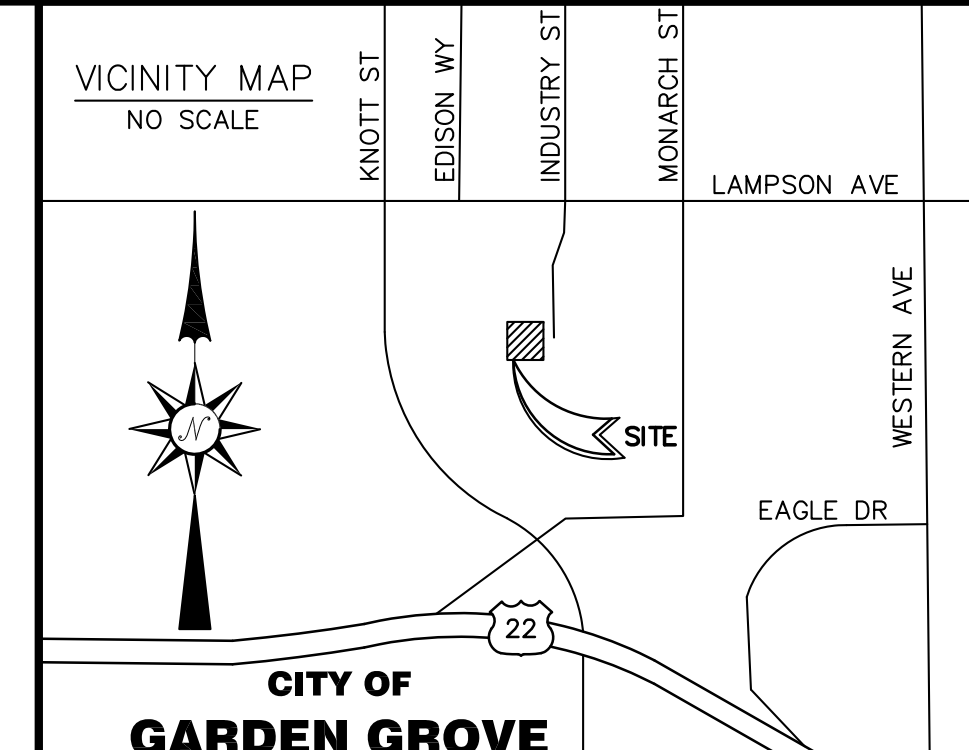 VICINITY MAP
NO SCALE
KNOTT ST
EDISON WY
INDUSTRY ST
MONARCH ST
LAMPSON AVE
WESTERN AVE
N
SITE
EAGLE DR
22
CITY OF
GARDEN GROVE